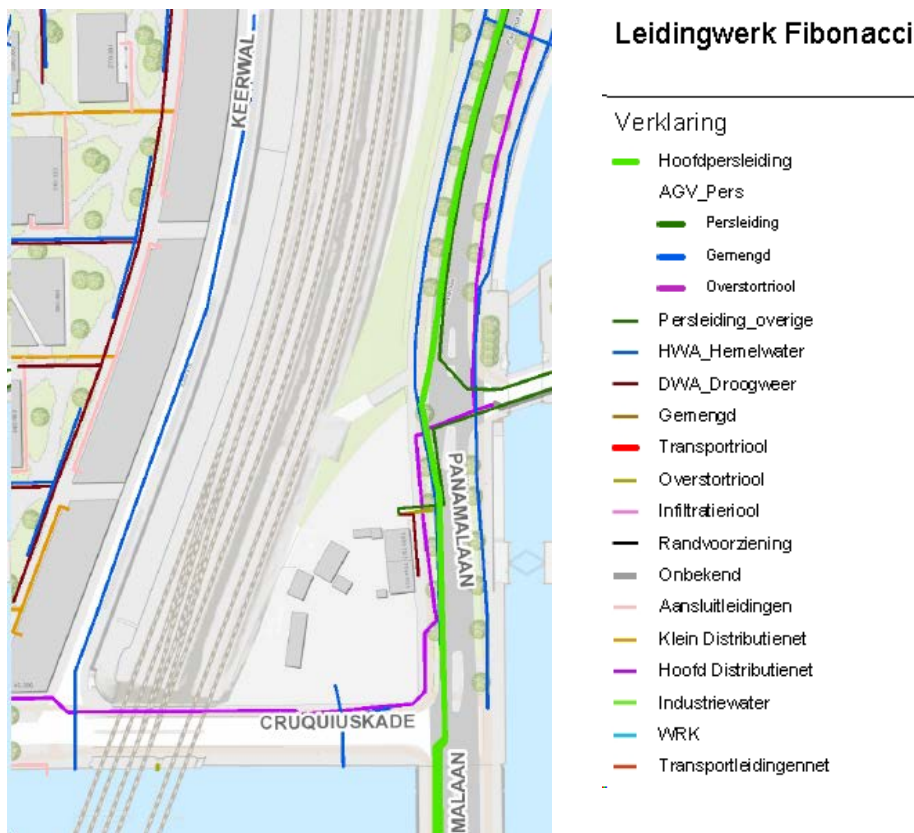 Leidingwerk Fibonacci
Verklaring
Hoofdpersleiding
AGV_Pers
Persleiding
Gemengd
Overstortriool
Persleiding_overige
HWA_Hemelwater
DWA_Droogweer
Gemengd
Transportriool
Overstortriool
Infiltratieriool
Randvoorziening
Onbekend
Aansluitleidingen
Klein Distributienet
Hoofd Distributienet
Industriewater
WRK
Transportleidingennet
KEERWAL
PANAMALAAN
CRUQUIUSKADE
MALAAN